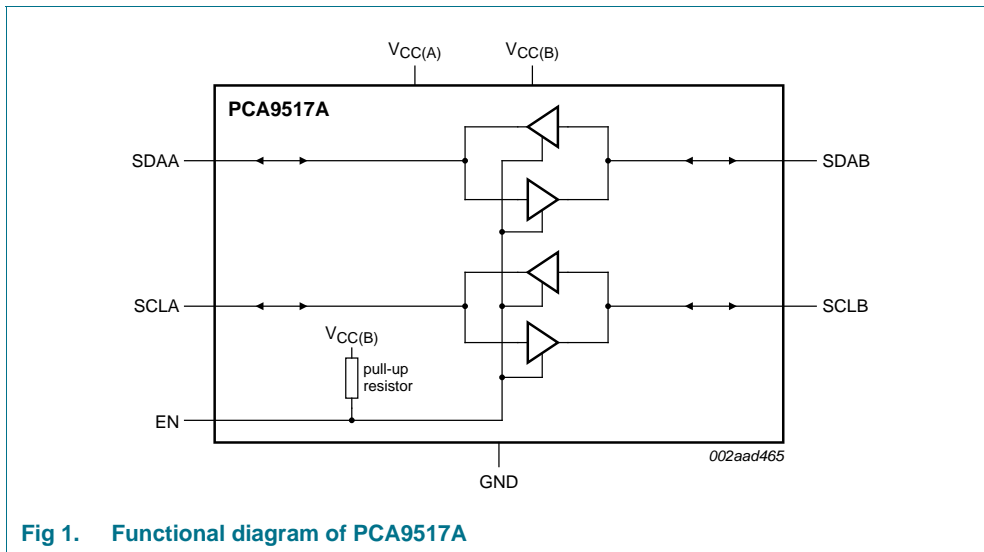 VCC(A) VCC(B)
PCA9517A
SDAA SDAB
SCLA SCLB
VCC(B)
pull-up
resistor
EN
002aad465
GND
Fig 1. Functional diagram of PCA9517A